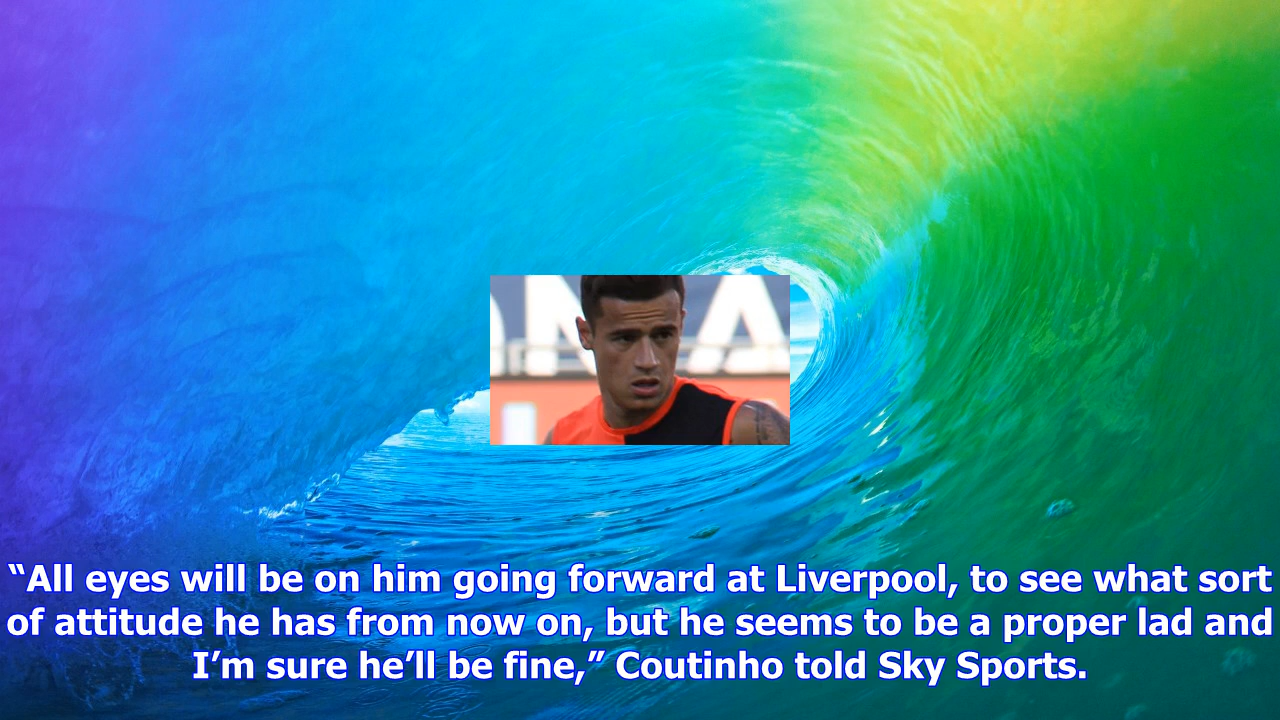 “All eyes will be on him going forward at Liverpool, to see what sort
of attitude he has from now on, but he seems to be a proper lad and
I’m sure he’ll be fine,” Coutinho told Sky Sports.